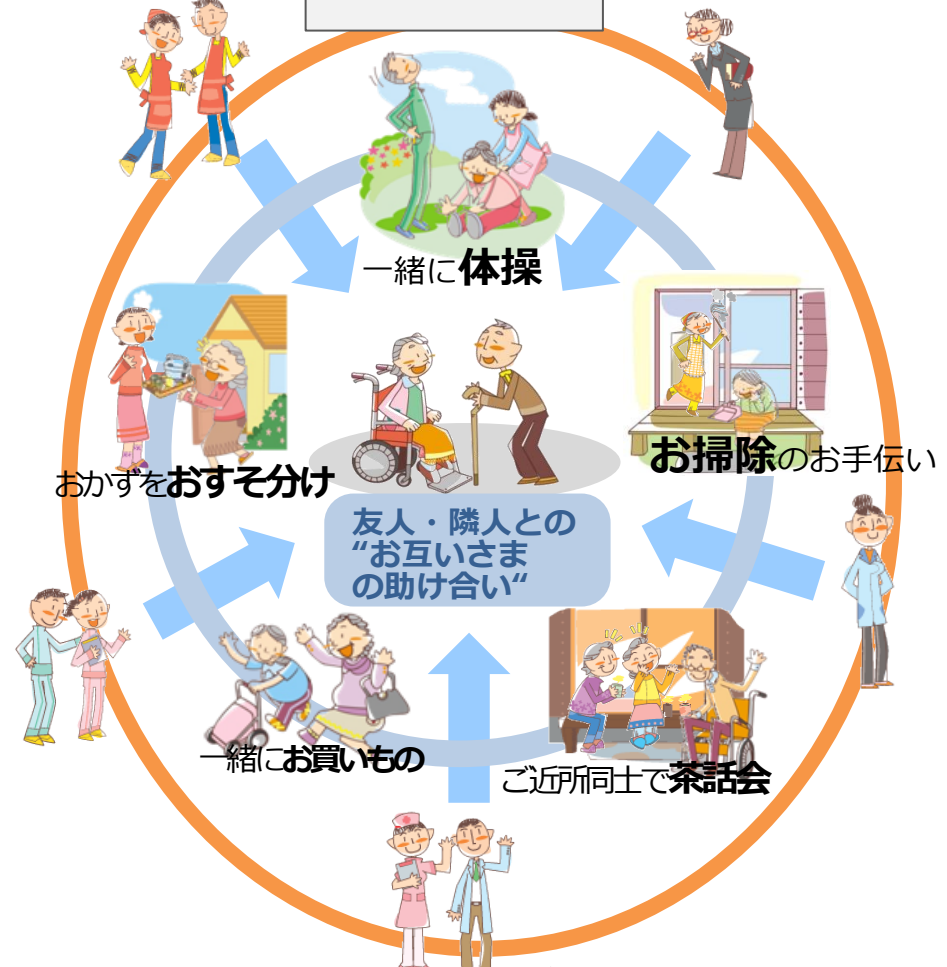 一緒に体操
おかずをおすそ分け
お掃除のお手伝い
友人・隣人との
“お互いさま
の助け合い“
一緒にお買いもの
ご近所同士で茶話会